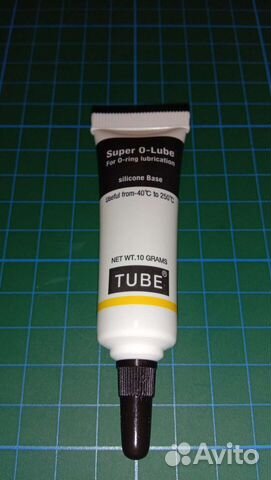 Super O-Lube
For O-ring lubrication
silicone Base
Useful from-40℃ to 250℃
NET WT.10 GRAMS
TUBE®
Avito